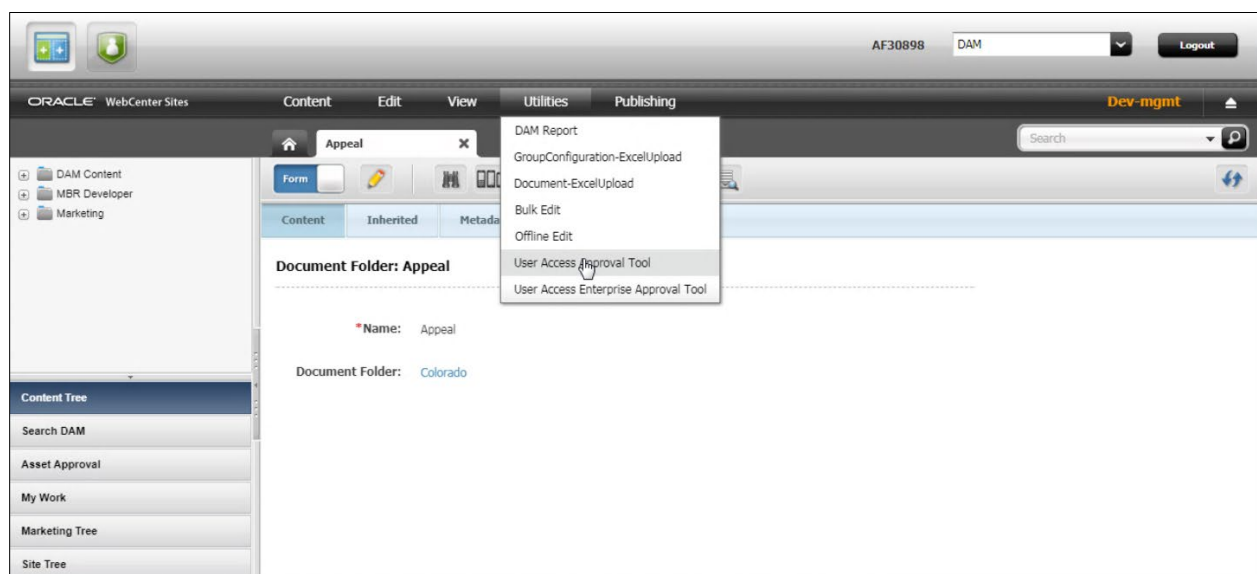 AF30898 DAM Logout
ORACLE WebCenter Sites Content Edit View Utilities Publishing Dev-mgmt
Appeal Search
DAM Report
GroupConfiguration-ExcelUpload
Document-ExcelUpload
Bulk Edit
Offline Edit
User Access Approval Tool
User Access Enterprise Approval Tool
DAM Content
MBR Developer
Marketing
Form
Content Inherited Metada
Document Folder: Appeal
*Name: Appeal
Document Folder: Colorado
Content Tree
Search DAM
Asset Approval
My Work
Marketing Tree
Site Tree